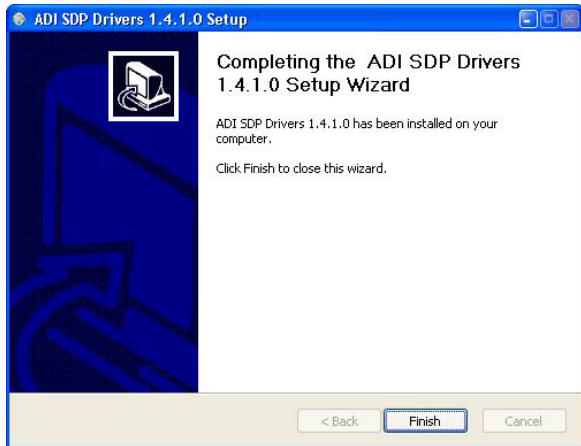 ADI SDP Drivers 1.4.1.0 Setup
Completing the ADI SDP Drivers
1.4.1.0 Setup Wizard
ADI SDP Drivers 1.4.1.0 has been installed on your
computer.
Click Finish to close this wizard.
< Back Finish Cancel